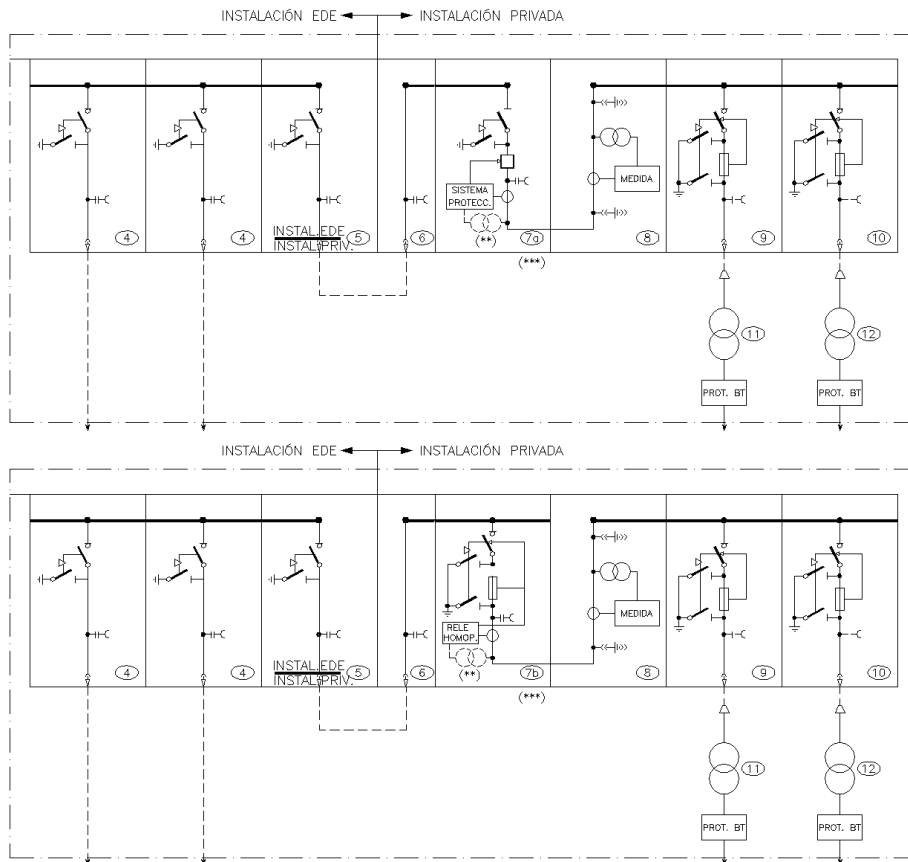 INSTALACIÓN EDE
INSTALACIÓN PRIVADA
SISTEMA
PROTECC.
MEDIDA
INSTAL.EDE
INSTAL.PRIV.
(**)
4
4
5
6
7a
8
9
10
(***)
11
12
PROT. BT
PROT. BT
INSTALACIÓN EDE
INSTALACIÓN PRIVADA
MEDIDA
RELE
HOMOP.
INSTAL.EDE
INSTAL.PRIV.
(**)
4
4
5
6
7b
8
9
10
(***)
11
12
PROT. BT
PROT. BT